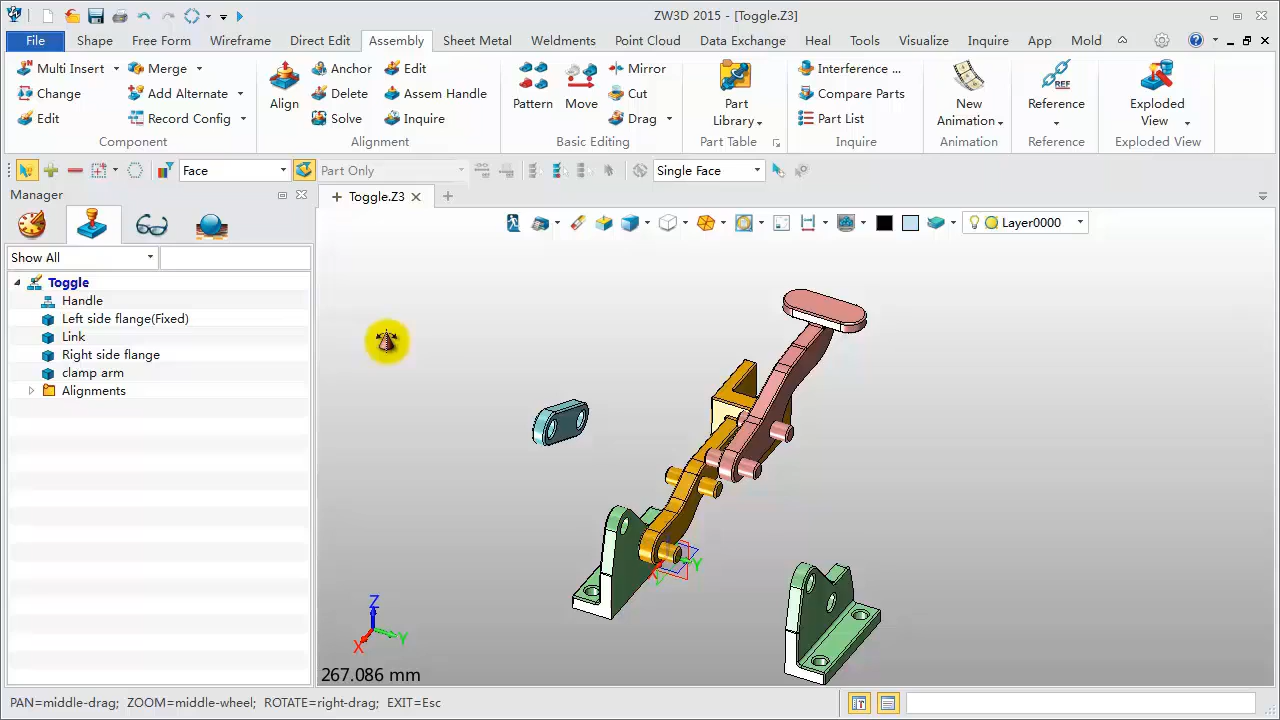 ZW3D 2015 - [Toggle.Z3]
File Shape Free Form Wireframe Direct Edit Assembly Sheet Metal Weldments Point Cloud Data Exchange Heal Tools Visualize Inquire App Mold
Multi Insert Merge Anchor Edit Mirror Interference ...
Change Add Alternate Align Delete Assem Handle Pattern Move Cut Part Library Compare Parts New Animation Reference Exploded View
Edit Record Config Solve Inquire Drag Part List
REF
Component Alignment Basic Editing Part Table Inquire Animation Reference Exploded View
Face Part Only Single Face
Manager
Toggle.Z3
Show All
Layer0000
Toggle
Handle
Left side flange(Fixed)
Link
Right side flange
clamp arm
Alignments
Y
Z
Y
X
267.086 mm
PAN=middle-drag; ZOOM=middle-wheel; ROTATE=right-drag; EXIT=Esc